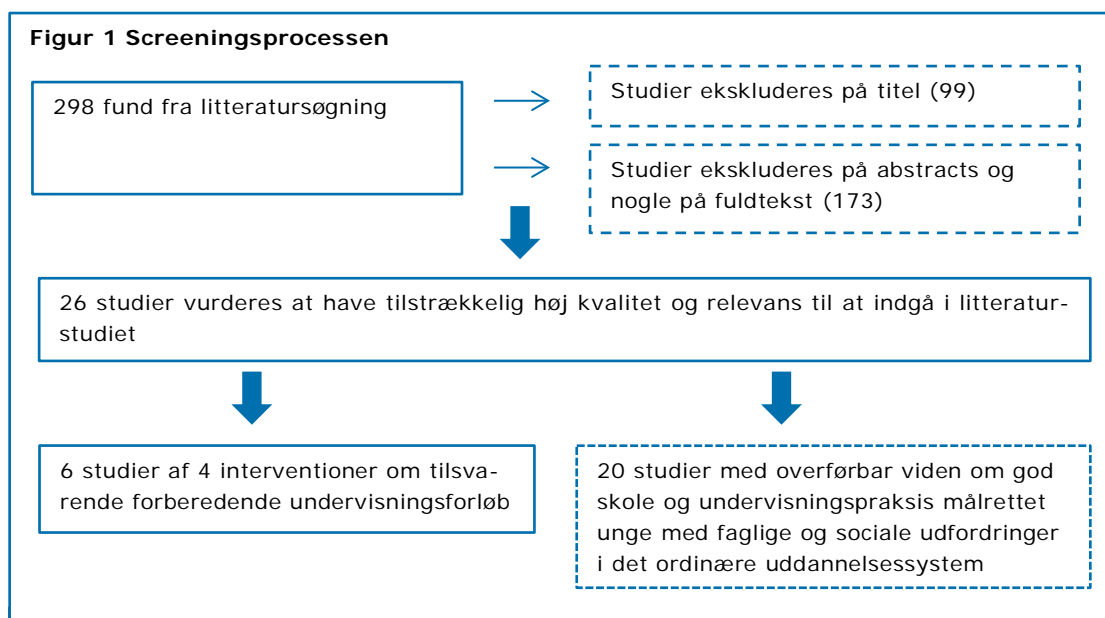 Figur 1 Screeningsprocessen
298 fund fra litteratursøgning
Studier ekskluderes på titel (99)
Studier ekskluderes på abstracts og
nogle på fuldtekst (173)
26 studier vurderes at have tilstrækkelig høj kvalitet og relevans til at indgå i litteratur-
studiet
6 studier af 4 interventioner om tilsva-
rende forberedende undervisningsforløb
20 studier med overførbar viden om god
skole og undervisningspraksis målrettet
unge med faglige og sociale udfordringer
i det ordinære uddannelsessystem